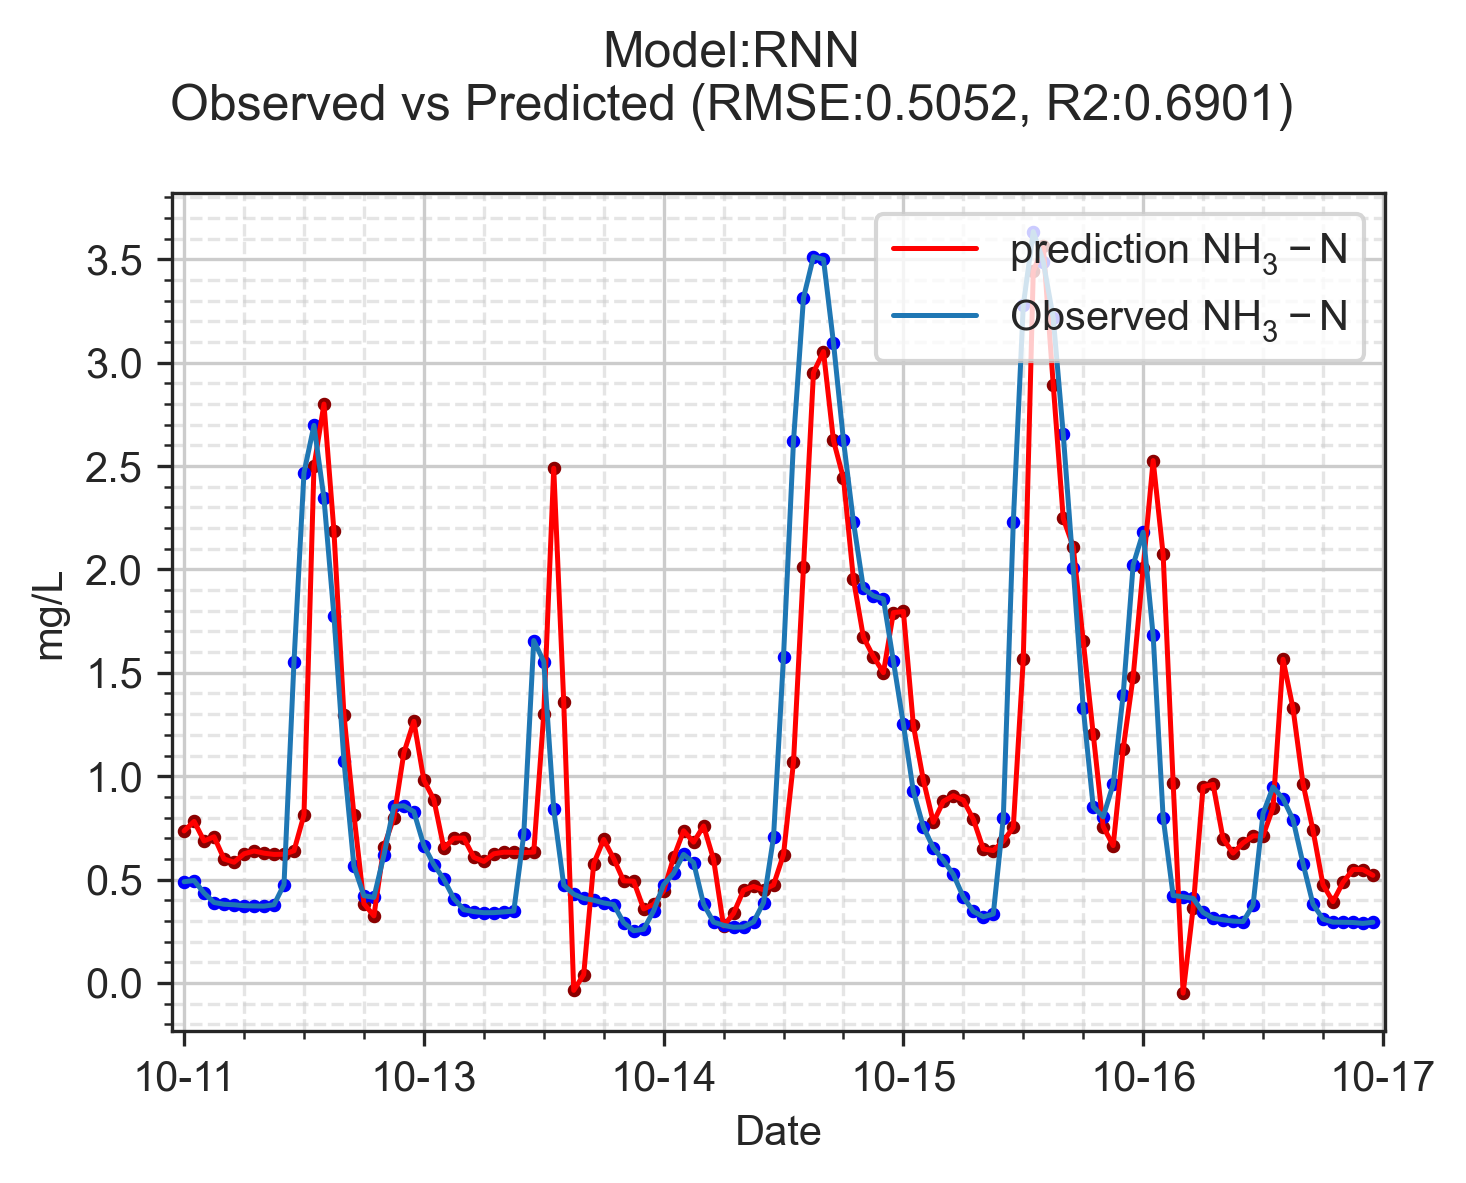 Model:RNN
Observed vs Predicted (RMSE:0.5052, R2:0.6901)
prediction NH₃ − N
Observed NH₃ − N
3.5
3.0
2.5
2.0
1.5
1.0
0.5
0.0
mg/L
10-11 10-13 10-14 10-15 10-16 10-17
Date